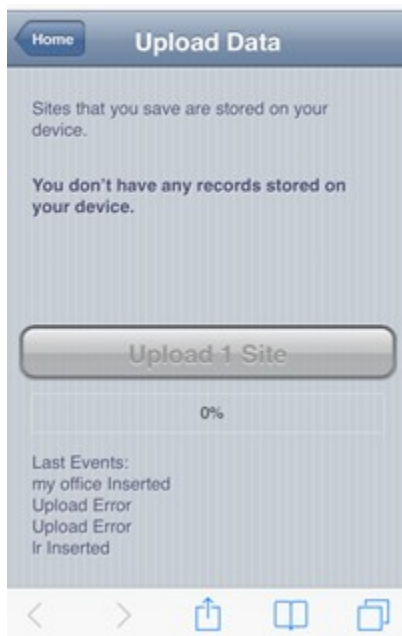 Home
Upload Data
Sites that you save are stored on your
device.
You don't have any records stored on
your device.
Upload 1 Site
0%
Last Events:
my office Inserted
Upload Error
Upload Error
lr Inserted